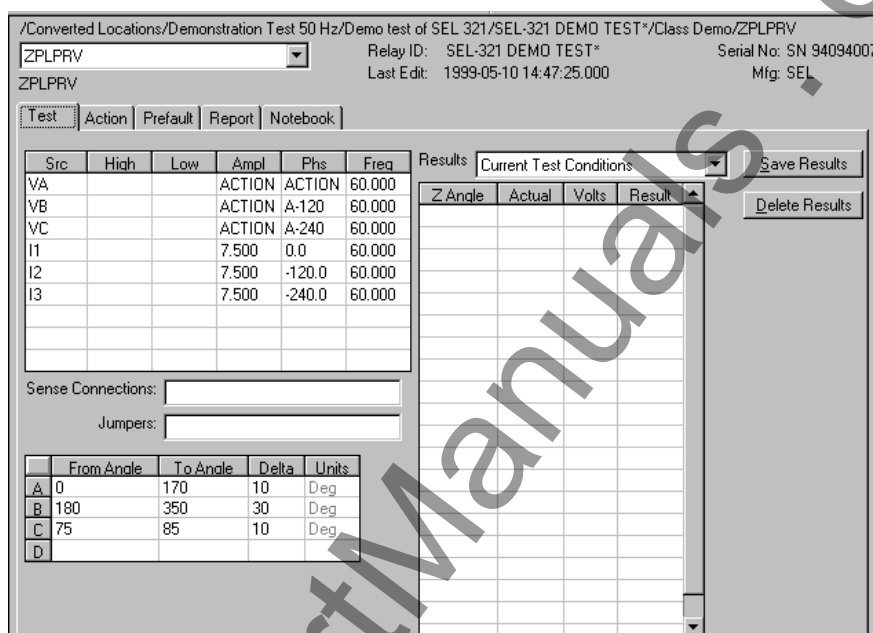 /Converted Locations/Demonstration Test 50 Hz/Demo test of SEL 321/SEL-321 DEMO TEST*/Class Demo/ZPLPRV
ZPLPRV
Relay ID: SEL-321 DEMO TEST*
Serial No: SN 94094007
ZPLPRV
Last Edit: 1999-05-10 14:47:25.000
Mfg: SEL
Test Action Prefault Report Notebook
Src High Low Ampl Phs Freq
VA ACTION ACTION 60.000
VB ACTION A-120 60.000
VC ACTION A-240 60.000
I1 7.500 0.0 60.000
I2 7.500 -120.0 60.000
I3 7.500 -240.0 60.000
Sense Connections:
Jumpers:
From Angle To Angle Delta Units
A 0 170 10 Deg
B 180 350 30 Deg
C 75 85 10 Deg
D
Results Current Test Conditions
Z Angle Actual Volts Result
Save Results
Delete Results
stManuals .